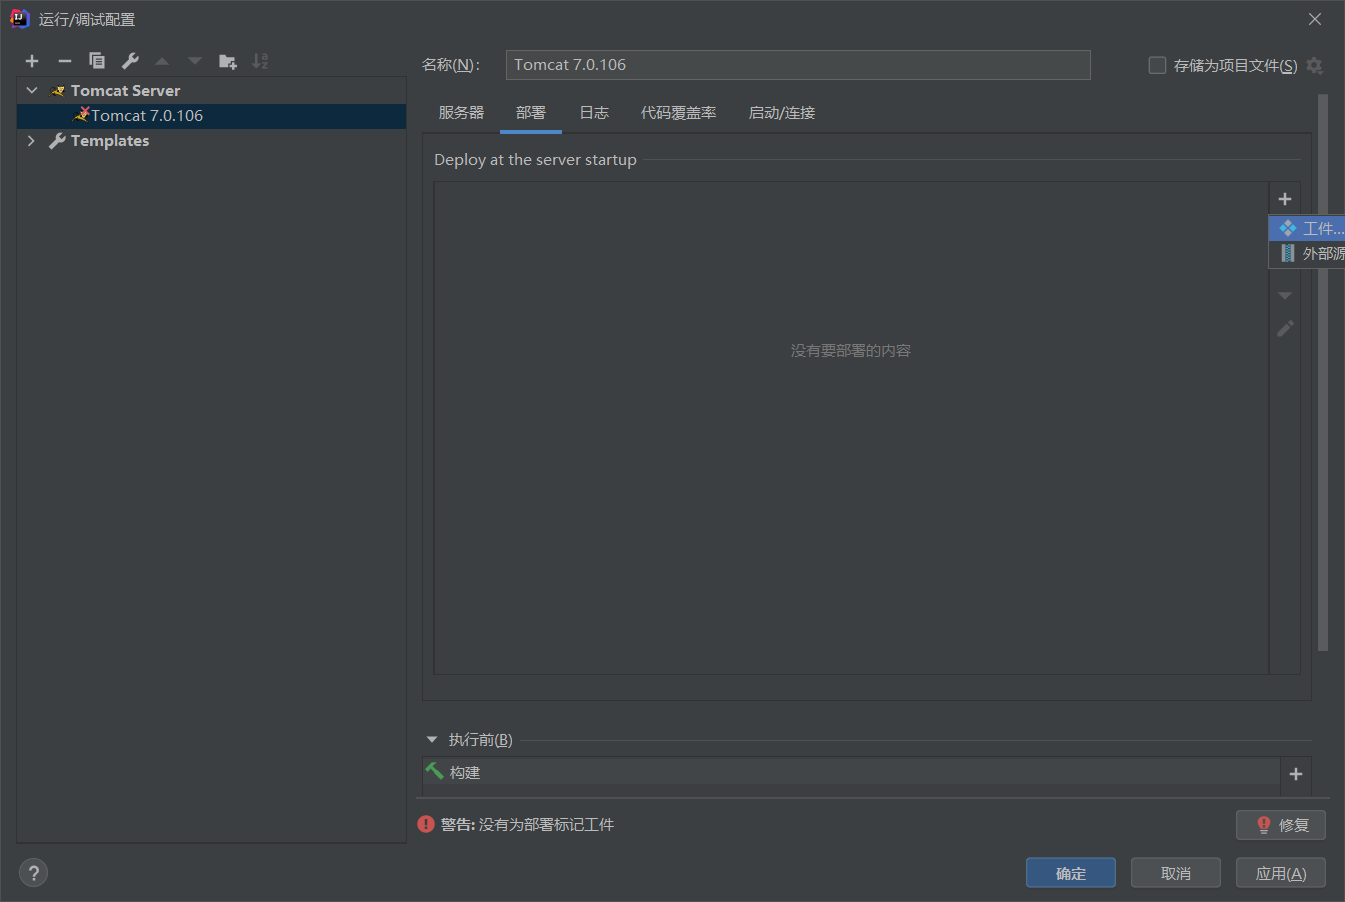 运行/调试配置
名称(N):
Tomcat 7.0.106
存储为项目文件(S)
Tomcat Server
Tomcat 7.0.106
Templates
服务器
部署
日志
代码覆盖率
启动/连接
Deploy at the server startup
工件...
外部源
没有要部署的内容
执行前(B)
构建
警告: 没有为部署标记工件
修复
?
确定
取消
应用(A)